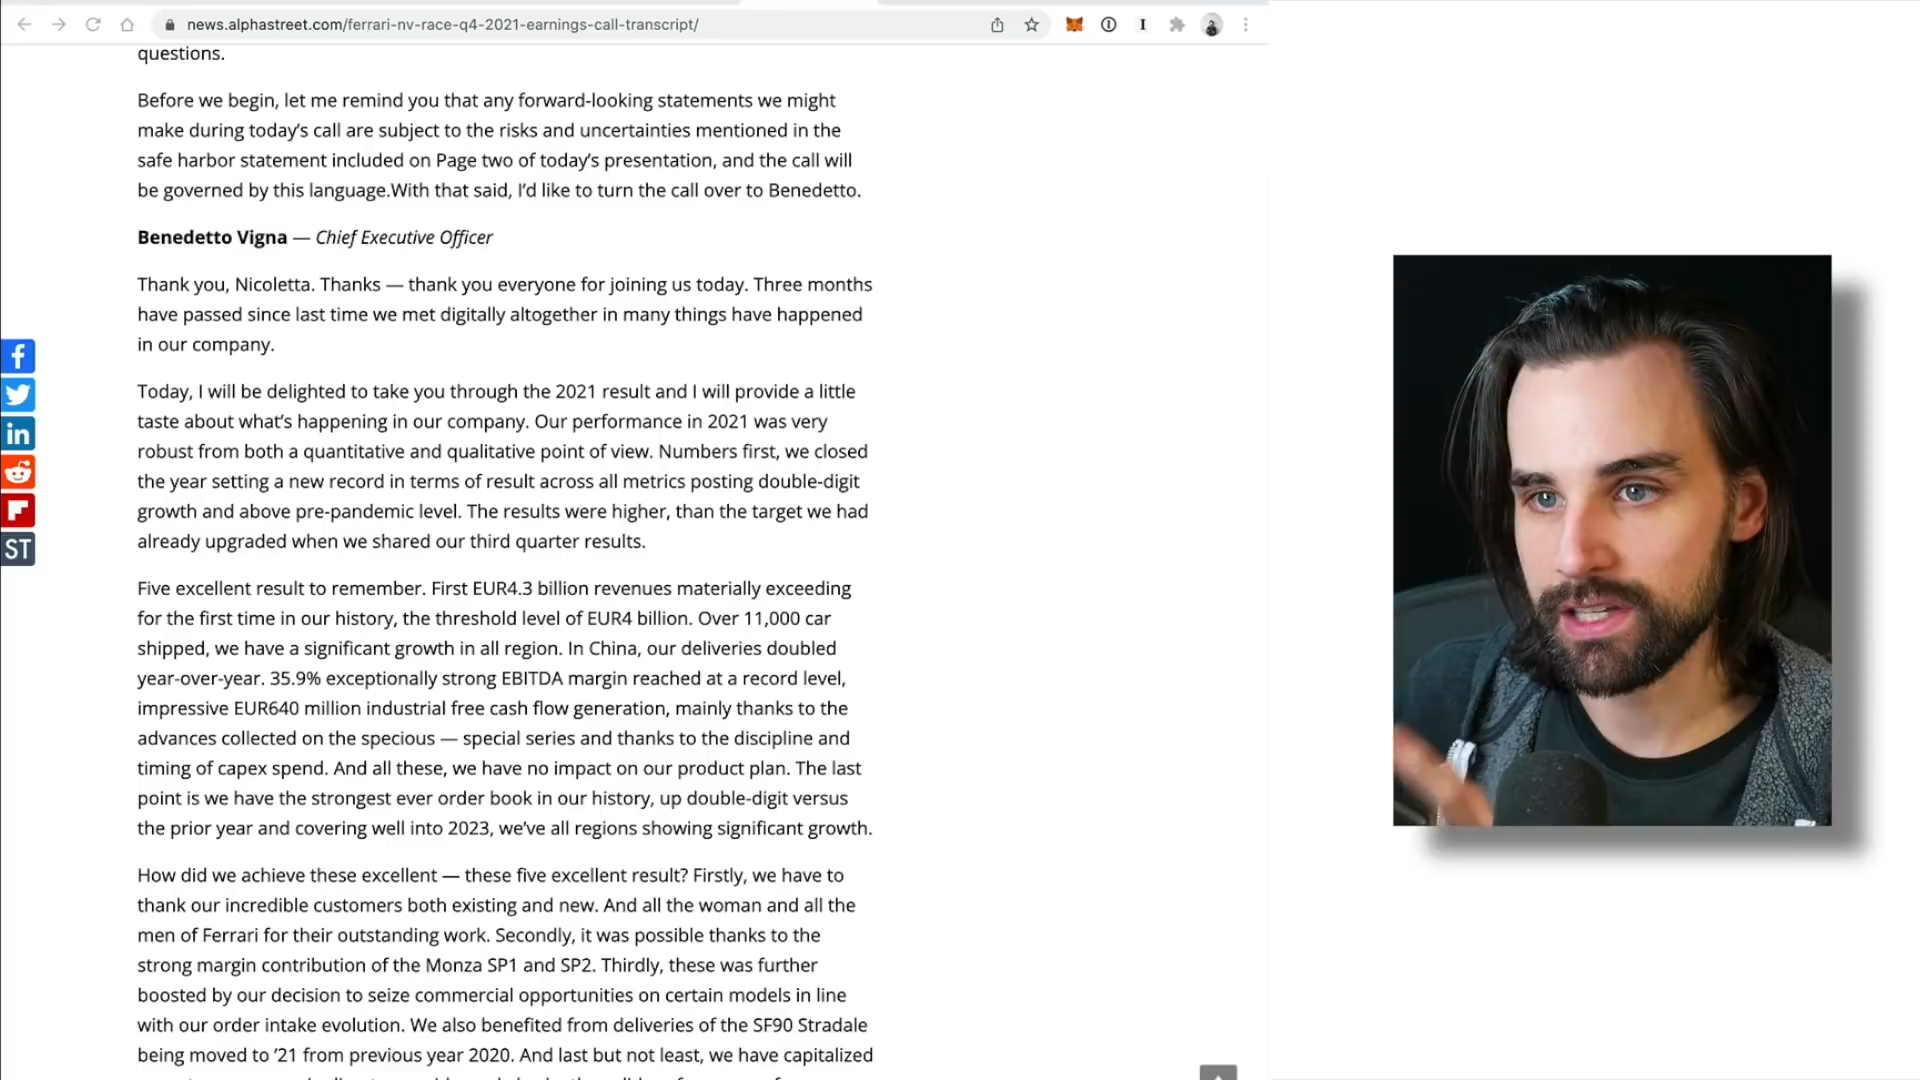 news.alphastreet.com/ferrari-nv-race-q4-2021-earnings-call-transcript/
questions.
Before we begin, let me remind you that any forward-looking statements we might
make during today’s call are subject to the risks and uncertainties mentioned in the
safe harbor statement included on Page two of today’s presentation, and the call will
be governed by this language.With that said, I’d like to turn the call over to Benedetto.
Benedetto Vigna — Chief Executive Officer
Thank you, Nicoletta. Thanks — thank you everyone for joining us today. Three months
have passed since last time we met digitally altogether in many things have happened
in our company.
Today, I will be delighted to take you through the 2021 result and I will provide a little
taste about what’s happening in our company. Our performance in 2021 was very
robust from both a quantitative and qualitative point of view. Numbers first, we closed
the year setting a new record in terms of result across all metrics posting double-digit
growth and above pre-pandemic level. The results were higher, than the target we had
already upgraded when we shared our third quarter results.
Five excellent result to remember. First EUR4.3 billion revenues materially exceeding
for the first time in our history, the threshold level of EUR4 billion. Over 11,000 car
shipped, we have a significant growth in all region. In China, our deliveries doubled
year-over-year. 35.9% exceptionally strong EBITDA margin reached at a record level,
impressive EUR640 million industrial free cash flow generation, mainly thanks to the
advances collected on the specious — special series and thanks to the discipline and
timing of capex spend. And all these, we have no impact on our product plan. The last
point is we have the strongest ever order book in our history, up double-digit versus
the prior year and covering well into 2023, we’ve all regions showing significant growth.
How did we achieve these excellent — these five excellent result? Firstly, we have to
thank our incredible customers both existing and new. And all the woman and all the
men of Ferrari for their outstanding work. Secondly, it was possible thanks to the
strong margin contribution of the Monza SP1 and SP2. Thirdly, these was further
boosted by our decision to seize commercial opportunities on certain models in line
with our order intake evolution. We also benefited from deliveries of the SF90 Stradale
being moved to ’21 from previous year 2020. And last but not least, we have capitalized
f
in
ST